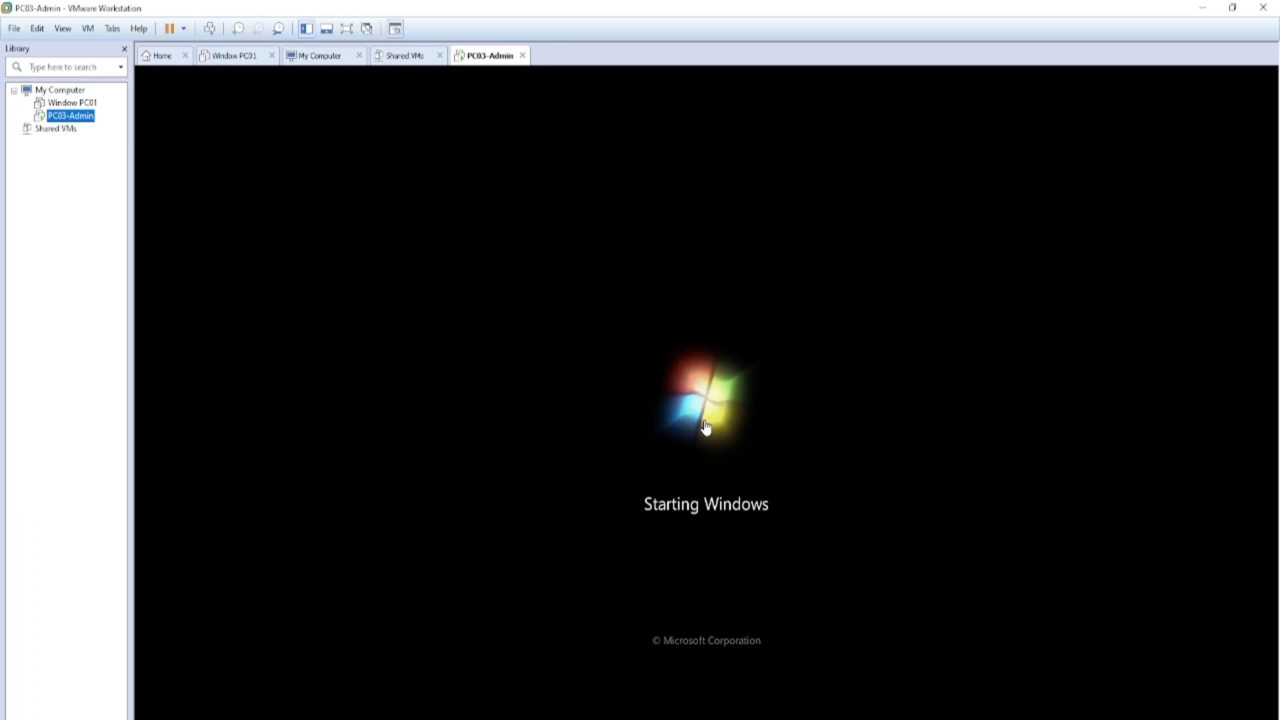 PC03-Admin - VMware Workstation
File Edit View VM Tabs Help
Library
Type here to search
Home Window PC01 My Computer Shared VMs PC03-Admin
My Computer
Window PC01
PC03-Admin
Shared VMs
Starting Windows
© Microsoft Corporation